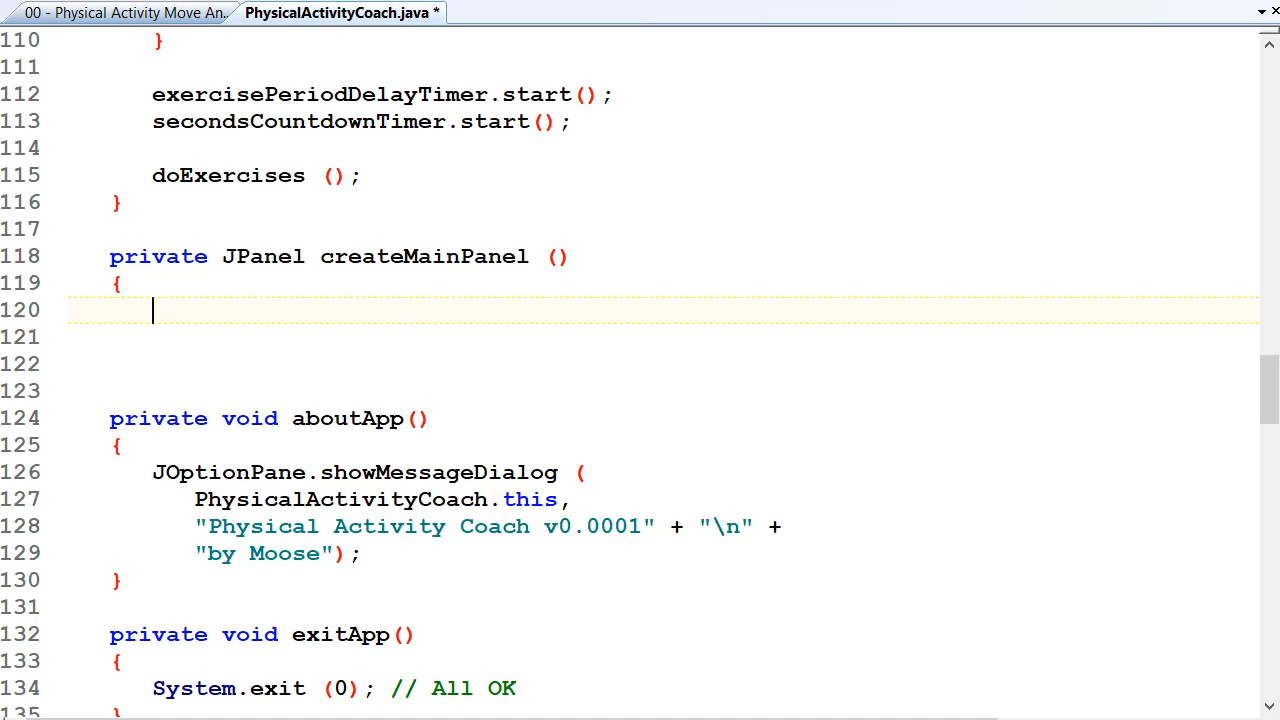 00 - Physical Activity Move An.. PhysicalActivityCoach.java *
110 }
111
112 exercisePeriodDelayTimer.start();
113 secondsCountdownTimer.start();
114
115 doExercises ();
116 }
117
118 private JPanel createMainPanel ()
119 {
120
121
122
123
124 private void aboutApp()
125 {
126 JOptionPane.showMessageDialog (
127 PhysicalActivityCoach.this,
128 "Physical Activity Coach v0.0001" + "\n" +
129 "by Moose");
130 }
131
132 private void exitApp()
133 {
134 System.exit (0); // All OK
135 }